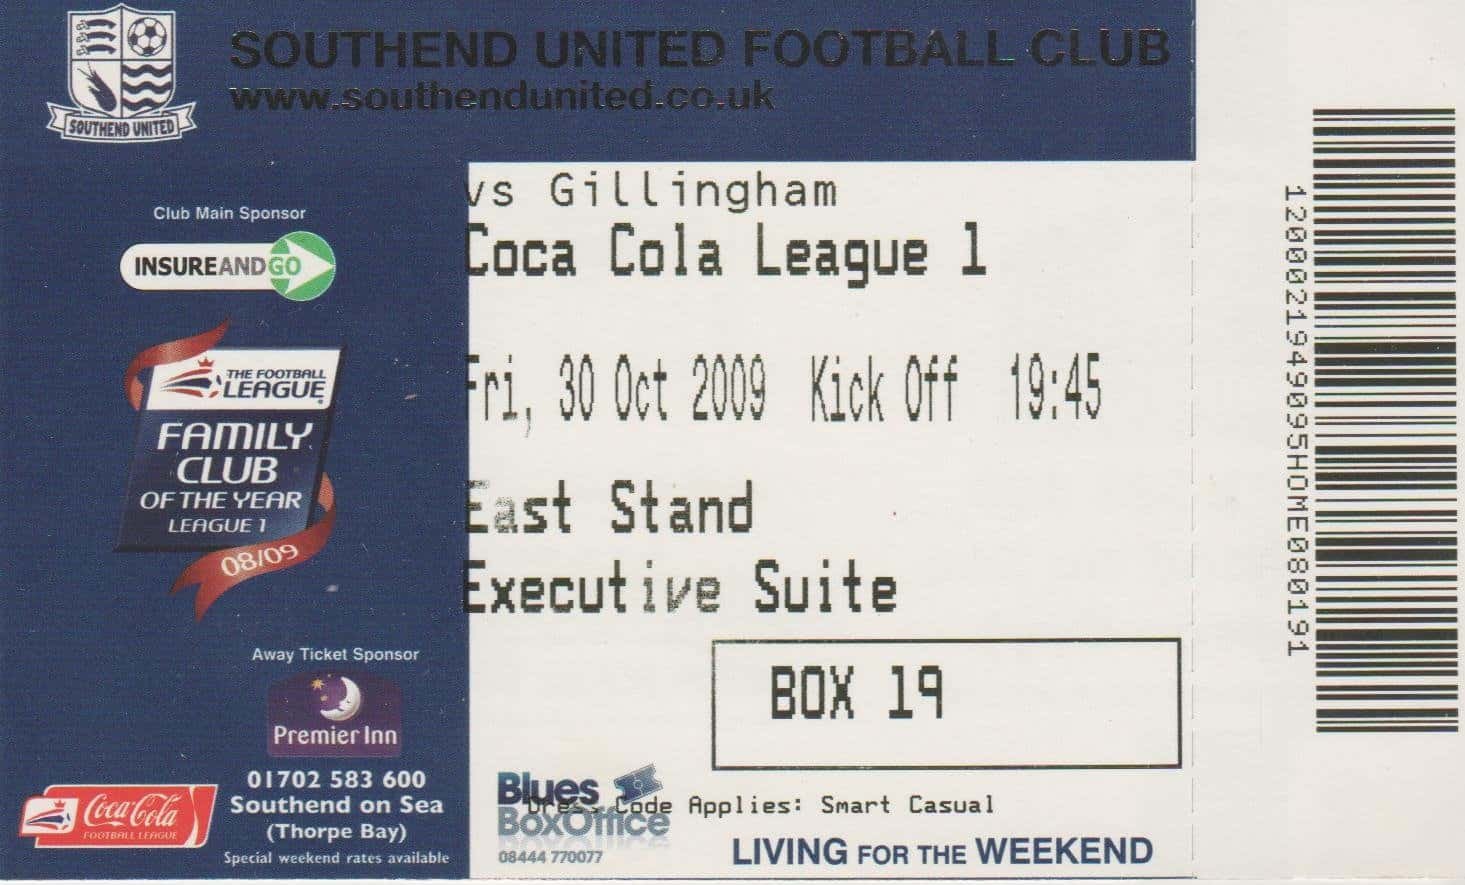 SOUTHEND UNITED FOOTBALL CLUB
www.southendunited.co.uk
SOUTHEND UNITED
Club Main Sponsor
INSUREANDGO
THE FOOTBALL
LEAGUE
FAMILY
CLUB
OF THE YEAR
LEAGUE 1
08/09
Away Ticket Sponsor
Premier Inn
01702 583 600
Southend on Sea
(Thorpe Bay)
Special weekend rates available
Coca-Cola
FOOTBALL LEAGUE
vs Gillingham
Coca Cola League 1
Fri, 30 Oct 2009 Kick Off 19:45
East Stand
Executive Suite
BOX 19
Blues
BoxOffice
08444 770077
Dress Code Applies: Smart Casual
LIVING FOR THE WEEKEND
1200021949095HOME080191